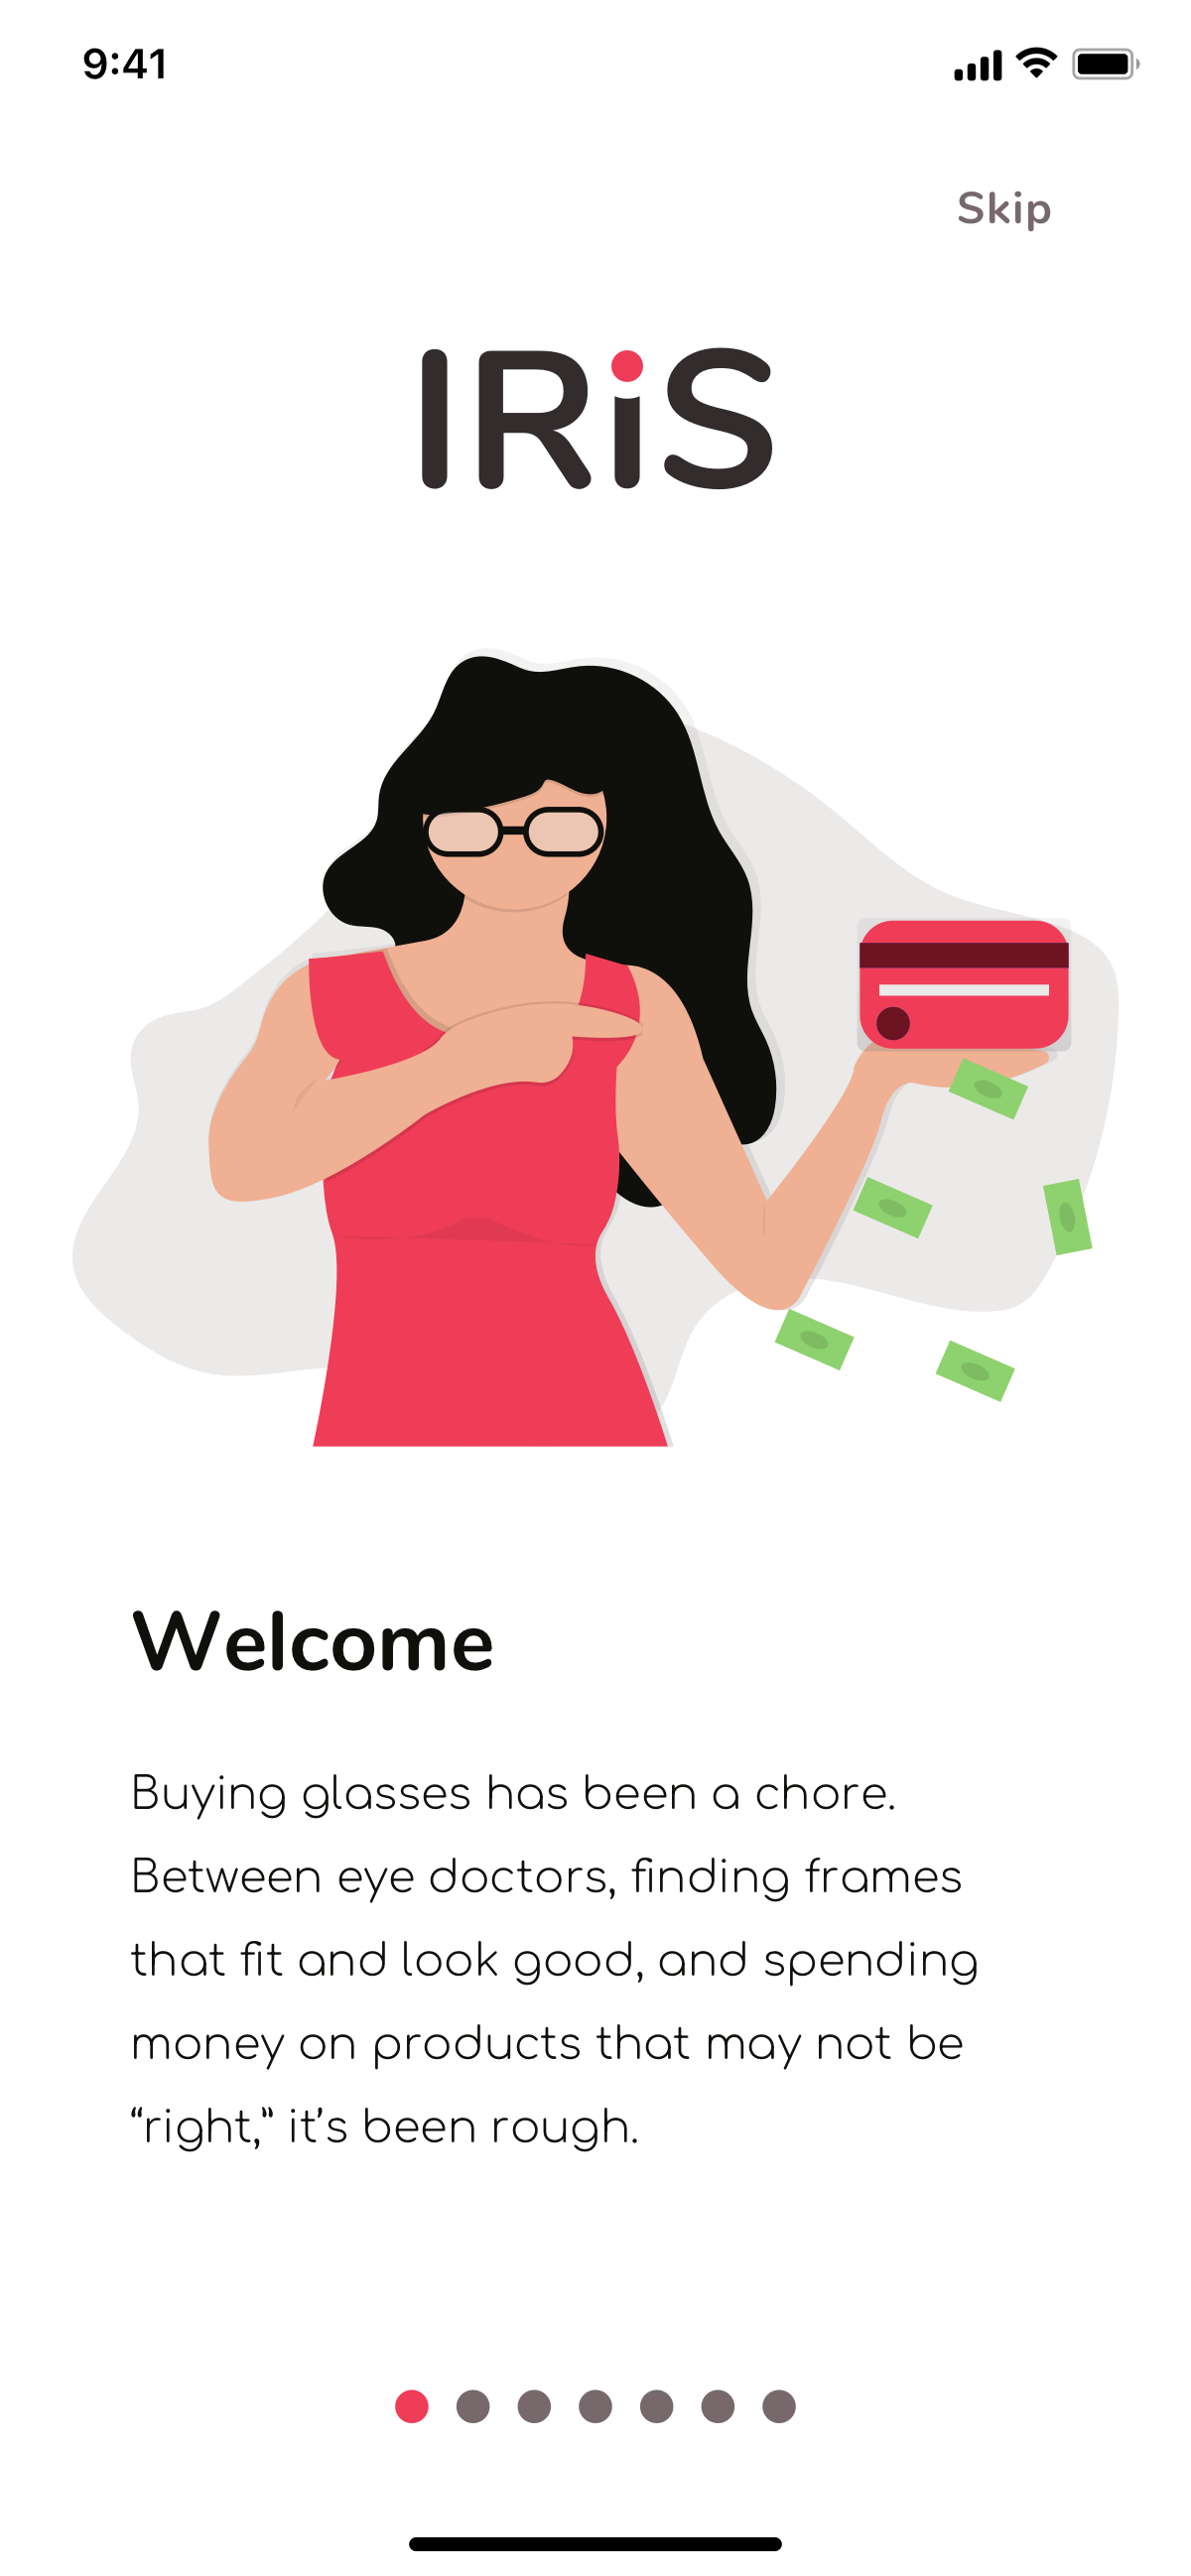 9:41
Skip
IRiS
Welcome
Buying glasses has been a chore.
Between eye doctors, finding frames
that fit and look good, and spending
money on products that may not be
“right,” it’s been rough.